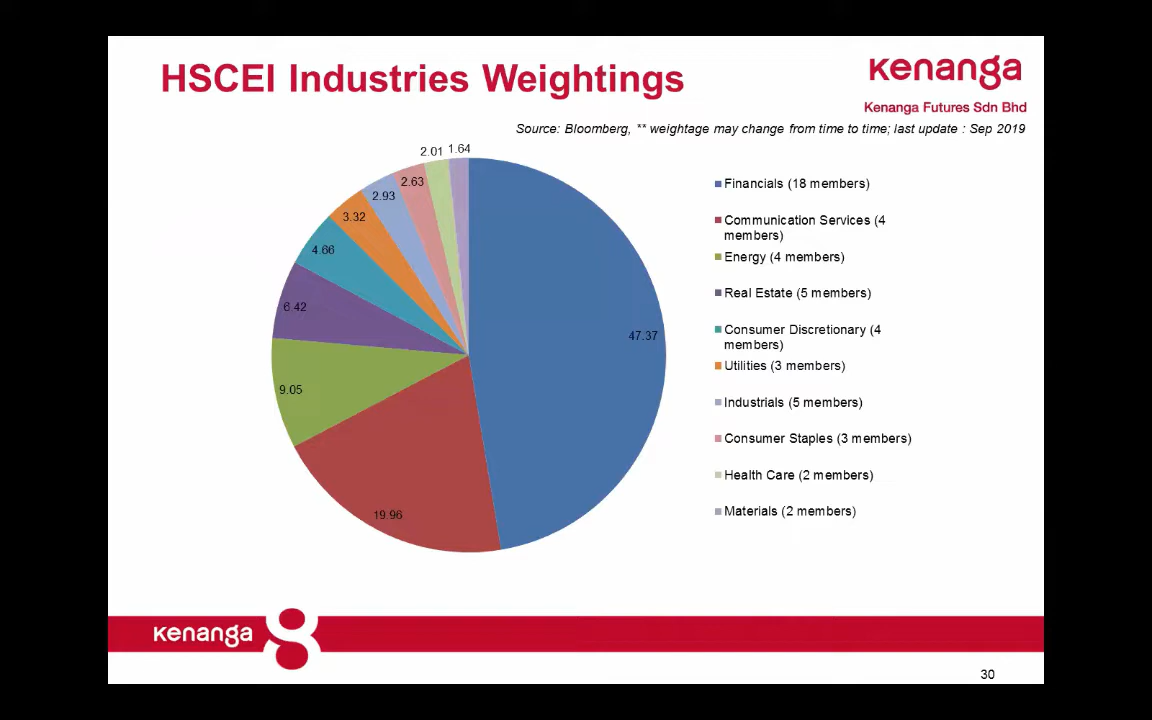 HSCEI Industries Weightings
Kenanga
Kenanga Futures Sdn Bhd
Source: Bloomberg, ** weightage may change from time to time; last update : Sep 2019
2.01
1.64
2.63
2.93
3.32
4.66
6.42
9.05
19.96
47.37
Financials (18 members)
Communication Services (4
members)
Energy (4 members)
Real Estate (5 members)
Consumer Discretionary (4
members)
Utilities (3 members)
Industrials (5 members)
Consumer Staples (3 members)
Health Care (2 members)
Materials (2 members)
Kenanga
30